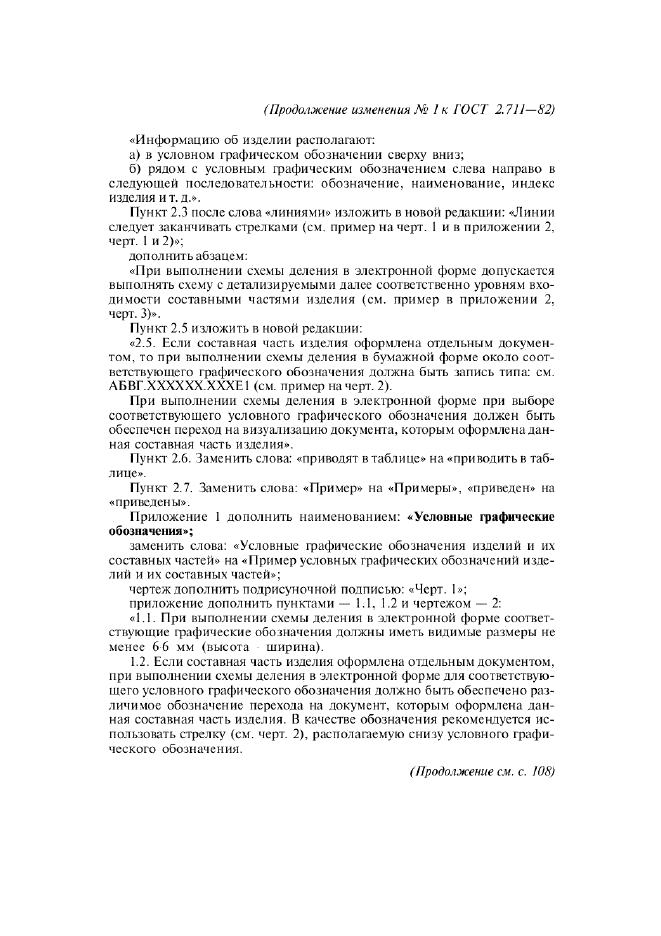 (Продолжение изменения № 1 к ГОСТ 2.711—82)
«Информацию об изделии располагают:
а) в условном графическом обозначении сверху вниз;
б) рядом с условным графическим обозначением слева направо в
следующей последовательности: обозначение, наименование, индекс
изделия и т. д.».
Пункт 2.3 после слова «линиями» изложить в новой редакции: «Линии
следует заканчивать стрелками (см. пример на черт. 1 и в приложении 2,
черт. 1 и 2)»;
дополнить абзацем:
«При выполнении схемы деления в электронной форме допускается
выполнять схему с детализируемыми далее соответственно уровням вхо-
димости составными частями изделия (см. пример в приложении 2,
черт. 3)».
Пункт 2.5 изложить в новой редакции:
«2.5. Если составная часть изделия оформлена отдельным докумен-
том, то при выполнении схемы деления в бумажной форме около соот-
ветствующего графического обозначения должна быть запись типа: см.
АБВГ.XXXXXX.XXXE1 (см. пример на черт. 2).
При выполнении схемы деления в электронной форме при выборе
соответствующего условного графического обозначения должен быть
обеспечен переход на визуализацию документа, которым оформлена дан-
ная составная часть изделия».
Пункт 2.6. Заменить слова: «приводят в таблице» на «приводить в таб-
лице».
Пункт 2.7. Заменить слова: «Пример» на «Примеры», «приведен» на
«приведены».
Приложение 1 дополнить наименованием: «Условные графические
обозначения»;
заменить слова: «Условные графические обозначения изделий и их
составных частей» на «Пример условных графических обозначений изде-
лий и их составных частей»;
чертеж дополнить подрисуночной подписью: «Черт. 1»;
приложение дополнить пунктами — 1.1, 1.2 и чертежом — 2:
«1.1. При выполнении схемы деления в электронной форме соответ-
ствующие графические обозначения должны иметь видимые размеры не
менее 6·6 мм (высота · ширина).
1.2. Если составная часть изделия оформлена отдельным документом,
при выполнении схемы деления в электронной форме для соответствую-
щего условного графического обозначения должно быть обеспечено раз-
личимое обозначение перехода на документ, которым оформлена дан-
ная составная часть изделия. В качестве обозначения рекомендуется ис-
пользовать стрелку (см. черт. 2), располагаемую снизу условного графи-
ческого обозначения.
(Продолжение см. с. 108)